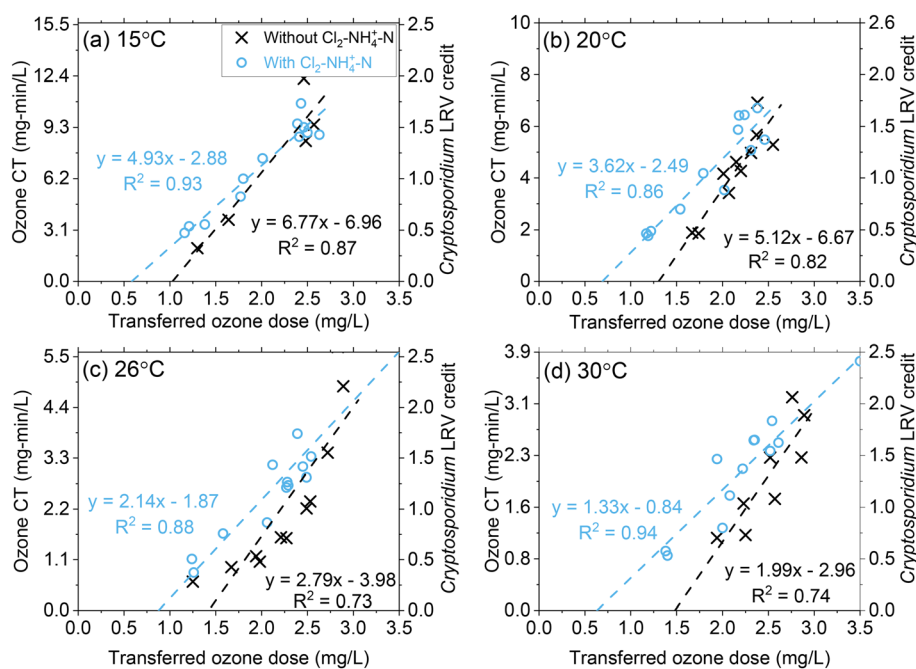 (a) 15°C
Without Cl₂-NH₄⁺-N
With Cl₂-NH₄⁺-N
15.5
12.4
9.3
6.2
3.1
0.0
Ozone CT (mg-min/L)
y = 4.93x - 2.88
R² = 0.93
y = 6.77x - 6.96
R² = 0.87
2.5
2.0
1.5
1.0
0.5
0.0
Cryptosporidium LRV credit
0.0 0.5 1.0 1.5 2.0 2.5 3.0 3.5
Transferred ozone dose (mg/L)
(b) 20°C
10
8
6
4
2
0
Ozone CT (mg-min/L)
y = 3.62x - 2.49
R² = 0.86
y = 5.12x - 6.67
R² = 0.82
2.6
2.0
1.5
1.0
0.5
0.0
Cryptosporidium LRV credit
0.0 0.5 1.0 1.5 2.0 2.5 3.0 3.5
Transferred ozone dose (mg/L)
(c) 26°C
5.5
4.4
3.3
2.2
1.1
0.0
Ozone CT (mg-min/L)
y = 2.14x - 1.87
R² = 0.88
y = 2.79x - 3.98
R² = 0.73
2.5
2.0
1.5
1.0
0.5
0.0
Cryptosporidium LRV credit
0.0 0.5 1.0 1.5 2.0 2.5 3.0 3.5
Transferred ozone dose (mg/L)
(d) 30°C
3.9
3.1
2.3
1.6
0.8
0.0
Ozone CT (mg-min/L)
y = 1.33x - 0.84
R² = 0.94
y = 1.99x - 2.96
R² = 0.74
2.5
2.0
1.5
1.0
0.5
0.0
Cryptosporidium LRV credit
0.0 0.5 1.0 1.5 2.0 2.5 3.0 3.5
Transferred ozone dose (mg/L)